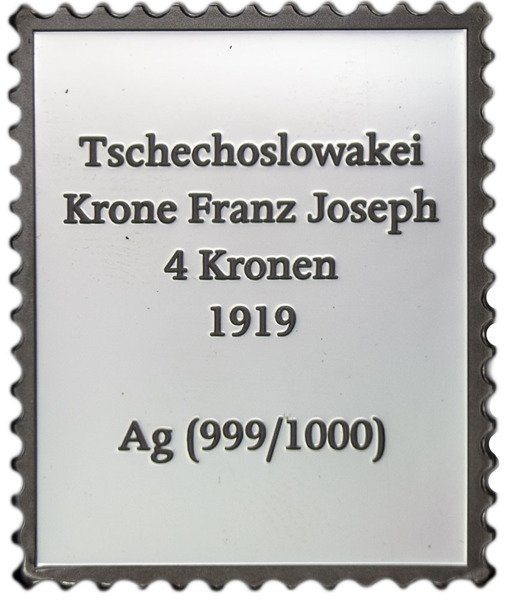 Tschechoslowakei
Krone Franz Joseph
4 Kronen
1919
Ag (999/1000)